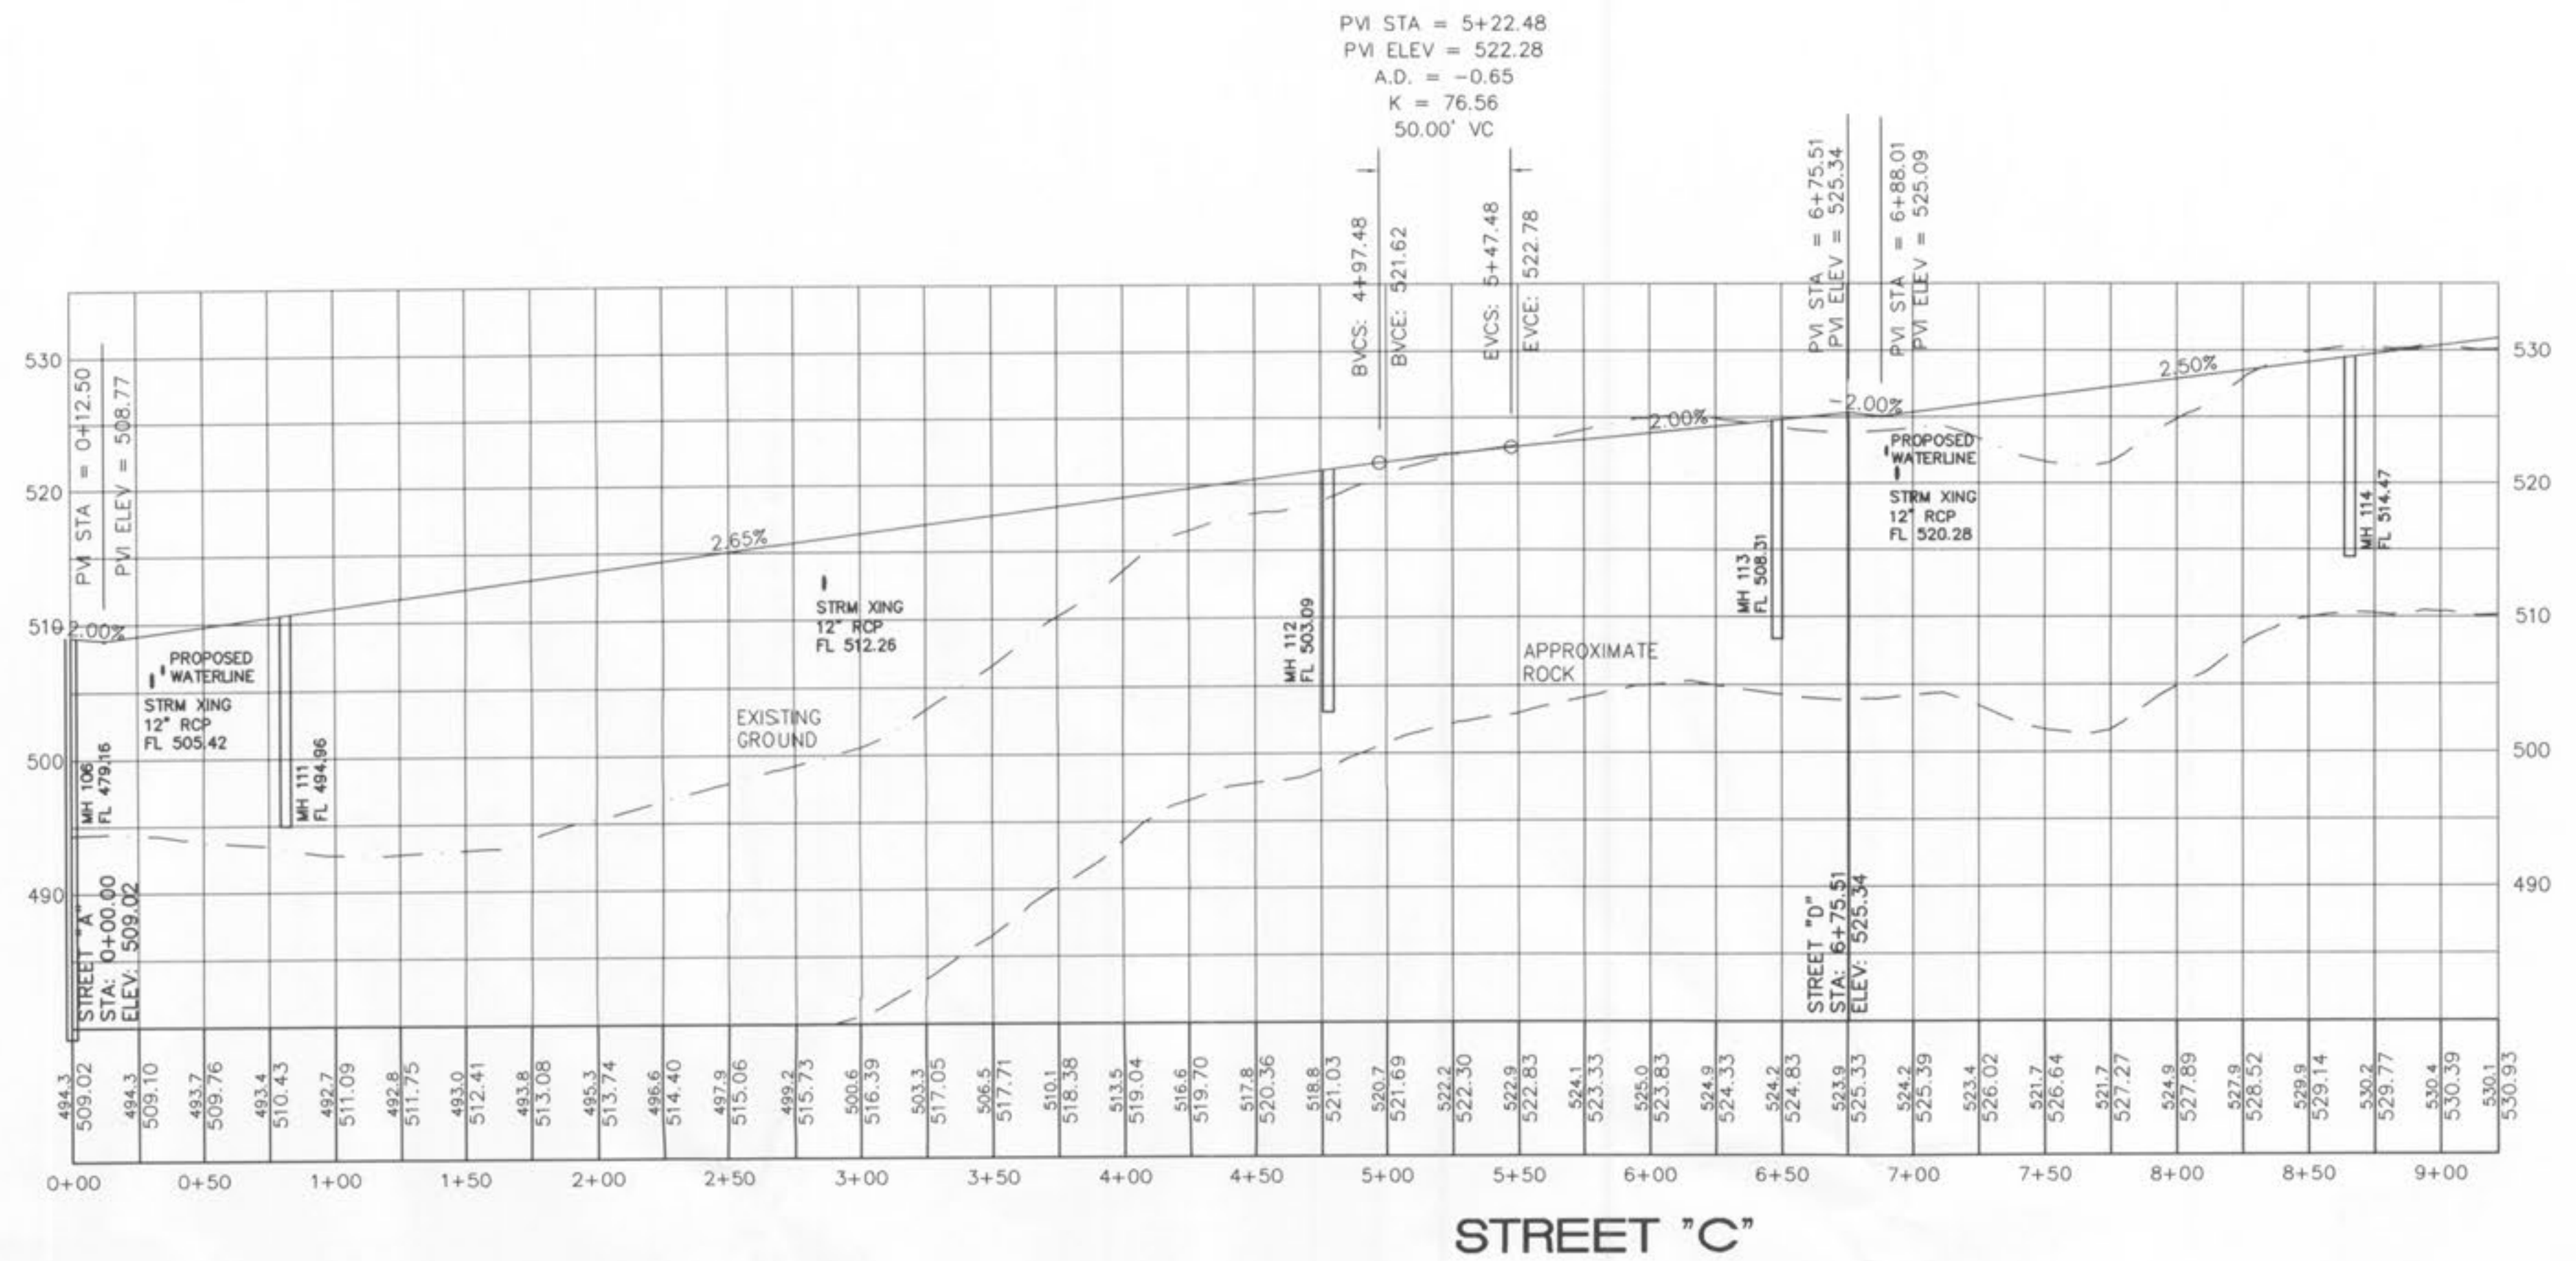 PVI STA = 5+22.48
PVI ELEV = 522.28
A.D. = -0.65
K = 76.56
50.00' VC
BVCS: 4+97.48
BVCE: 521.62
EVCS: 5+47.48
EVCE: 522.78
PVI STA = 6+75.51
PVI ELEV = 525.34
PVI STA = 6+88.01
PVI ELEV = 525.09
PVI STA = 0+12.50
PVI ELEV = 508.77
530
520
510
500
490
530
520
510
500
490
-2.00%
2.65%
2.00%
-2.00%
2.50%
PROPOSED
WATERLINE
STRM XING
12" RCP
FL 505.42
MH 106
FL 479.16
MH 111
FL 494.96
STREET "A"
STA: 0+00.00
ELEV: 509.02
STRM XING
12" RCP
FL 512.26
EXISTING
GROUND
MH 112
FL 503.09
APPROXIMATE
ROCK
MH 113
FL 508.31
PROPOSED
WATERLINE
STRM XING
12" RCP
FL 520.28
STREET "D"
STA: 6+75.51
ELEV: 525.34
MH 114
FL 514.47
494.3
509.02
494.3
509.10
493.7
509.76
493.4
510.43
492.7
511.09
492.8
511.75
493.0
512.41
493.8
513.08
495.3
513.74
496.6
514.40
497.9
515.06
499.2
515.73
500.6
516.39
503.3
517.05
506.5
517.71
510.1
518.38
513.5
519.04
516.6
519.70
517.8
520.36
518.8
521.03
520.7
521.69
522.2
522.30
522.9
522.83
524.1
523.33
525.0
523.83
524.9
524.33
524.2
524.83
523.9
525.33
524.2
525.39
523.4
526.02
521.7
526.64
521.7
527.27
524.9
527.89
527.9
528.52
529.9
529.14
530.2
529.77
530.4
530.39
530.1
530.93
0+00 0+50 1+00 1+50 2+00 2+50 3+00 3+50 4+00 4+50 5+00 5+50 6+00 6+50 7+00 7+50 8+00 8+50 9+00
STREET "C"